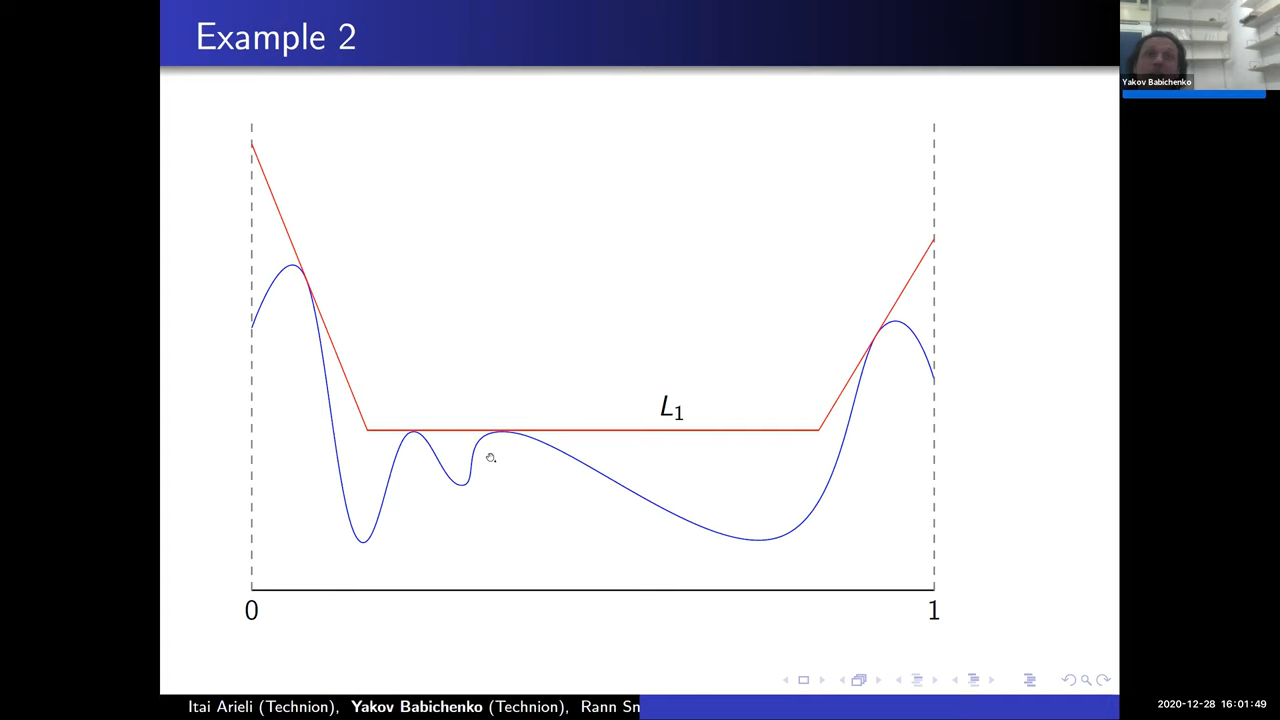 Example 2
Yakov Babichenko
L1
0
1
Itai Arieli (Technion), Yakov Babichenko (Technion), Rann Sn
2020-12-28 16:01:49